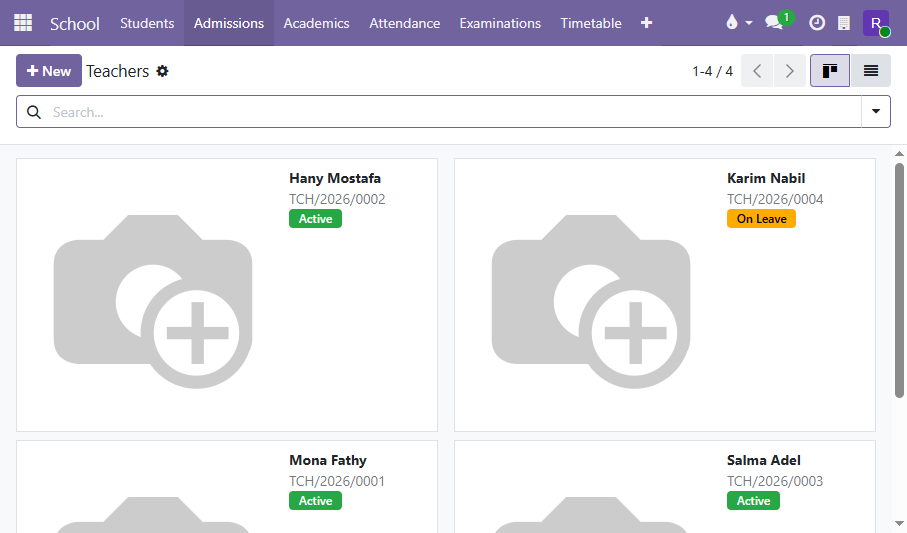 School Students Admissions Academics Attendance Examinations Timetable 1 R
New Teachers 1-4 / 4
Search...
Hany Mostafa
TCH/2026/0002
Active
Karim Nabil
TCH/2026/0004
On Leave
Mona Fathy
TCH/2026/0001
Active
Salma Adel
TCH/2026/0003
Active